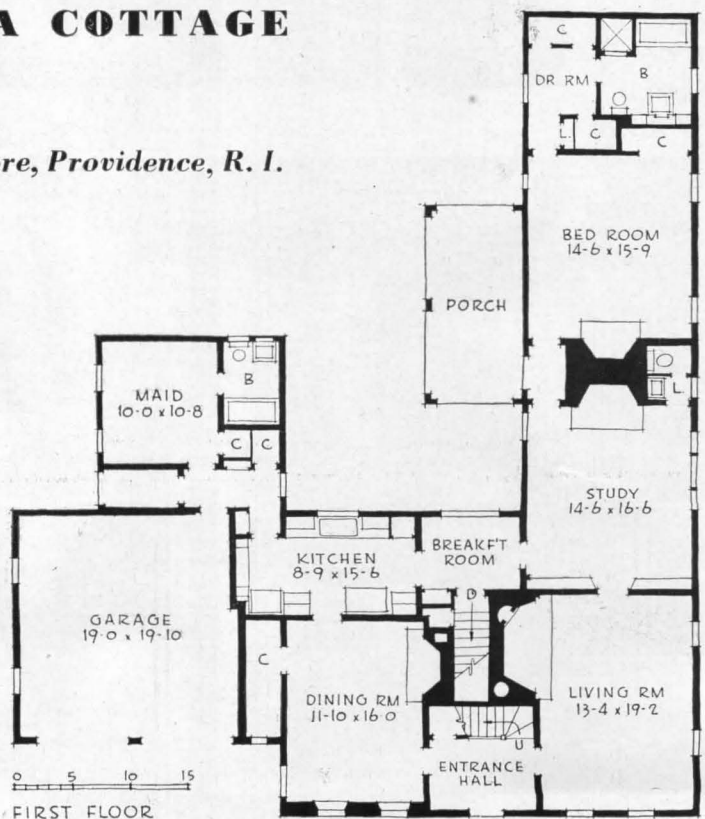 A COTTAGE
re, Providence, R. I.
C
DR RM
B
L
C
C
BED ROOM
14-6 x 15-9
PORCH
L
MAID
10-0 x 10-8
B
C
C
STUDY
14-6 x 16-6
KITCHEN
8-9 x 15-6
BREAKF'T
ROOM
D
GARAGE
19-0 x 19-10
C
DINING RM
11-10 x 16-0
LIVING RM
13-4 x 19-2
U
ENTRANCE
HALL
0 5 10 15
FIRST FLOOR